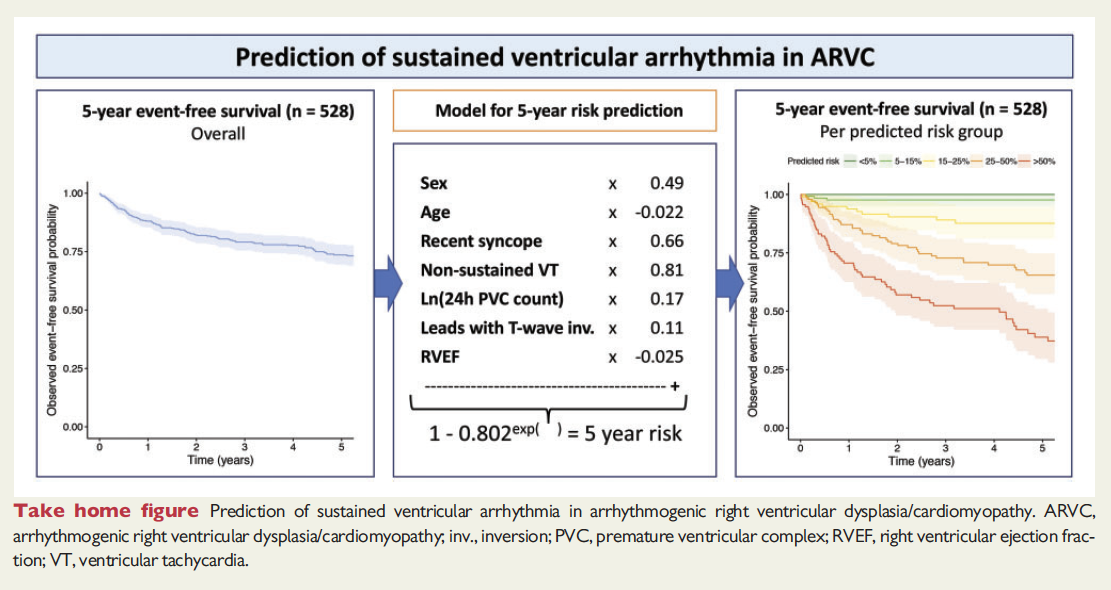 Prediction of sustained ventricular arrhythmia in ARVC
5-year event-free survival (n = 528)
Overall
Observed event-free survival probability
1.00
0.75
0.50
0.25
0.00
0 1 2 3 4 5
Time (years)
Model for 5-year risk prediction
Sex x 0.49
Age x -0.022
Recent syncope x 0.66
Non-sustained VT x 0.81
Ln(24h PVC count) x 0.17
Leads with T-wave inv. x 0.11
RVEF x -0.025
+
1 - 0.802exp( ) = 5 year risk
5-year event-free survival (n = 528)
Per predicted risk group
Predicted risk <5% 5-15% 15-25% 25-50% >50%
Observed event-free survival probability
1.00
0.75
0.50
0.25
0.00
0 1 2 3 4 5
Time (years)
Take home figure Prediction of sustained ventricular arrhythmia in arrhythmogenic right ventricular dysplasia/cardiomyopathy. ARVC,
arrhythmogenic right ventricular dysplasia/cardiomyopathy; inv., inversion; PVC, premature ventricular complex; RVEF, right ventricular ejection frac-
tion; VT, ventricular tachycardia.